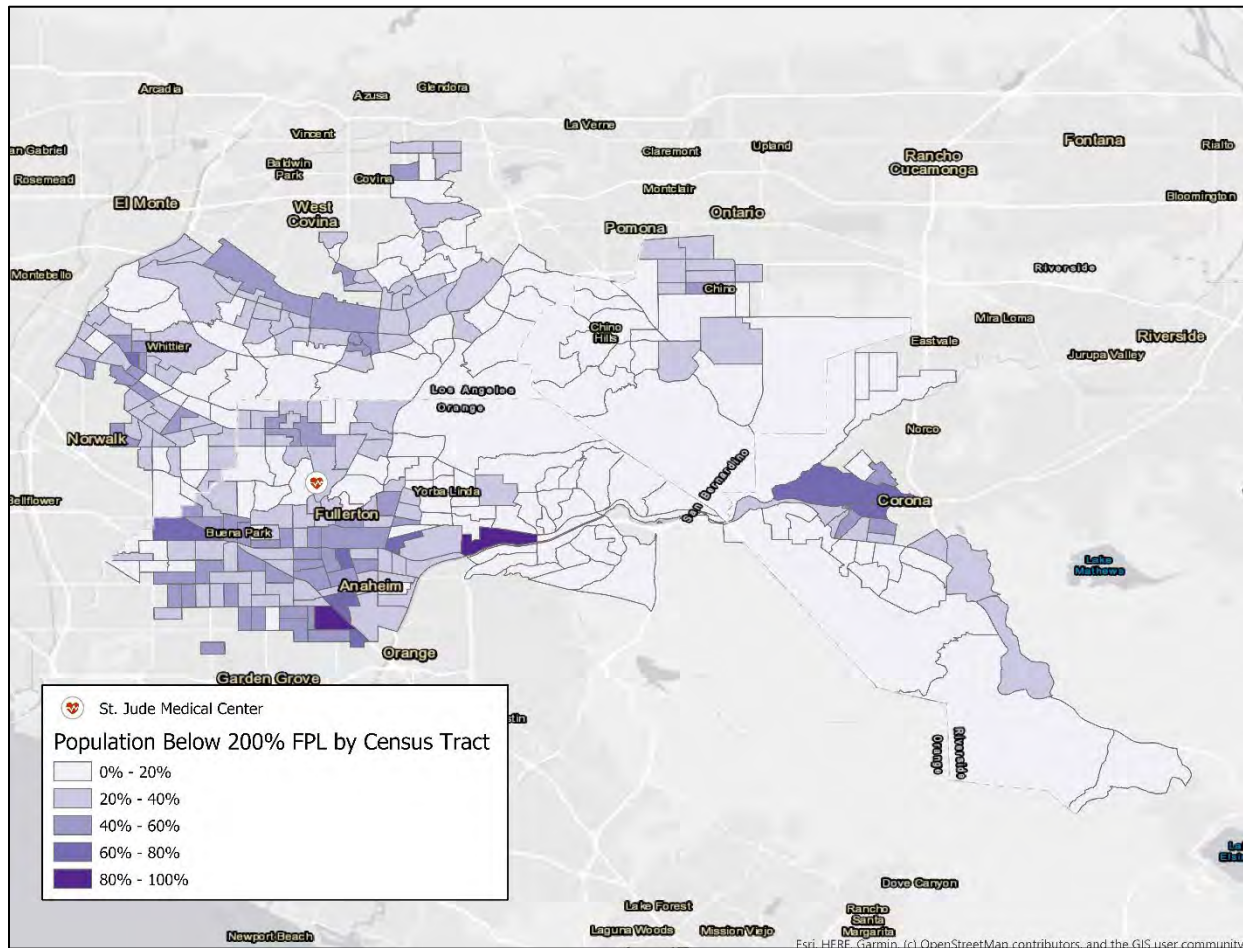 Arcadia
Azusa
Glendora
Vincent
La Verne
an Gabriel
Baldwin
Park
Covina
Claremont
Upland
Fontana
Rialto
Rosemead
Rancho
Cucamonga
Montclair
El Monte
West
Covina
Ontario
Bloomington
Pomona
Montebello
Riverside
Chino
Whittier
Chino
Hills
Mira Loma
Eastvale
Riverside
Jurupa Valley
Los Angeles
Orange
Norwalk
Norco
San Bernardino
Yorba Linda
Bellflower
Corona
Fullerton
Buena Park
Lake
Mathews
Anaheim
Orange
Garden Grove
stin
Orange
Riverside
St. Jude Medical Center
Population Below 200% FPL by Census Tract
0% - 20%
20% - 40%
40% - 60%
60% - 80%
80% - 100%
La
Elsi
Dove Canyon
Lake Forest
Rancho
Santa
Margarita
Laguna Woods
Mission Viejo
Newport Beach
Esri, HERE, Garmin, (c) OpenStreetMap contributors, and the GIS user community